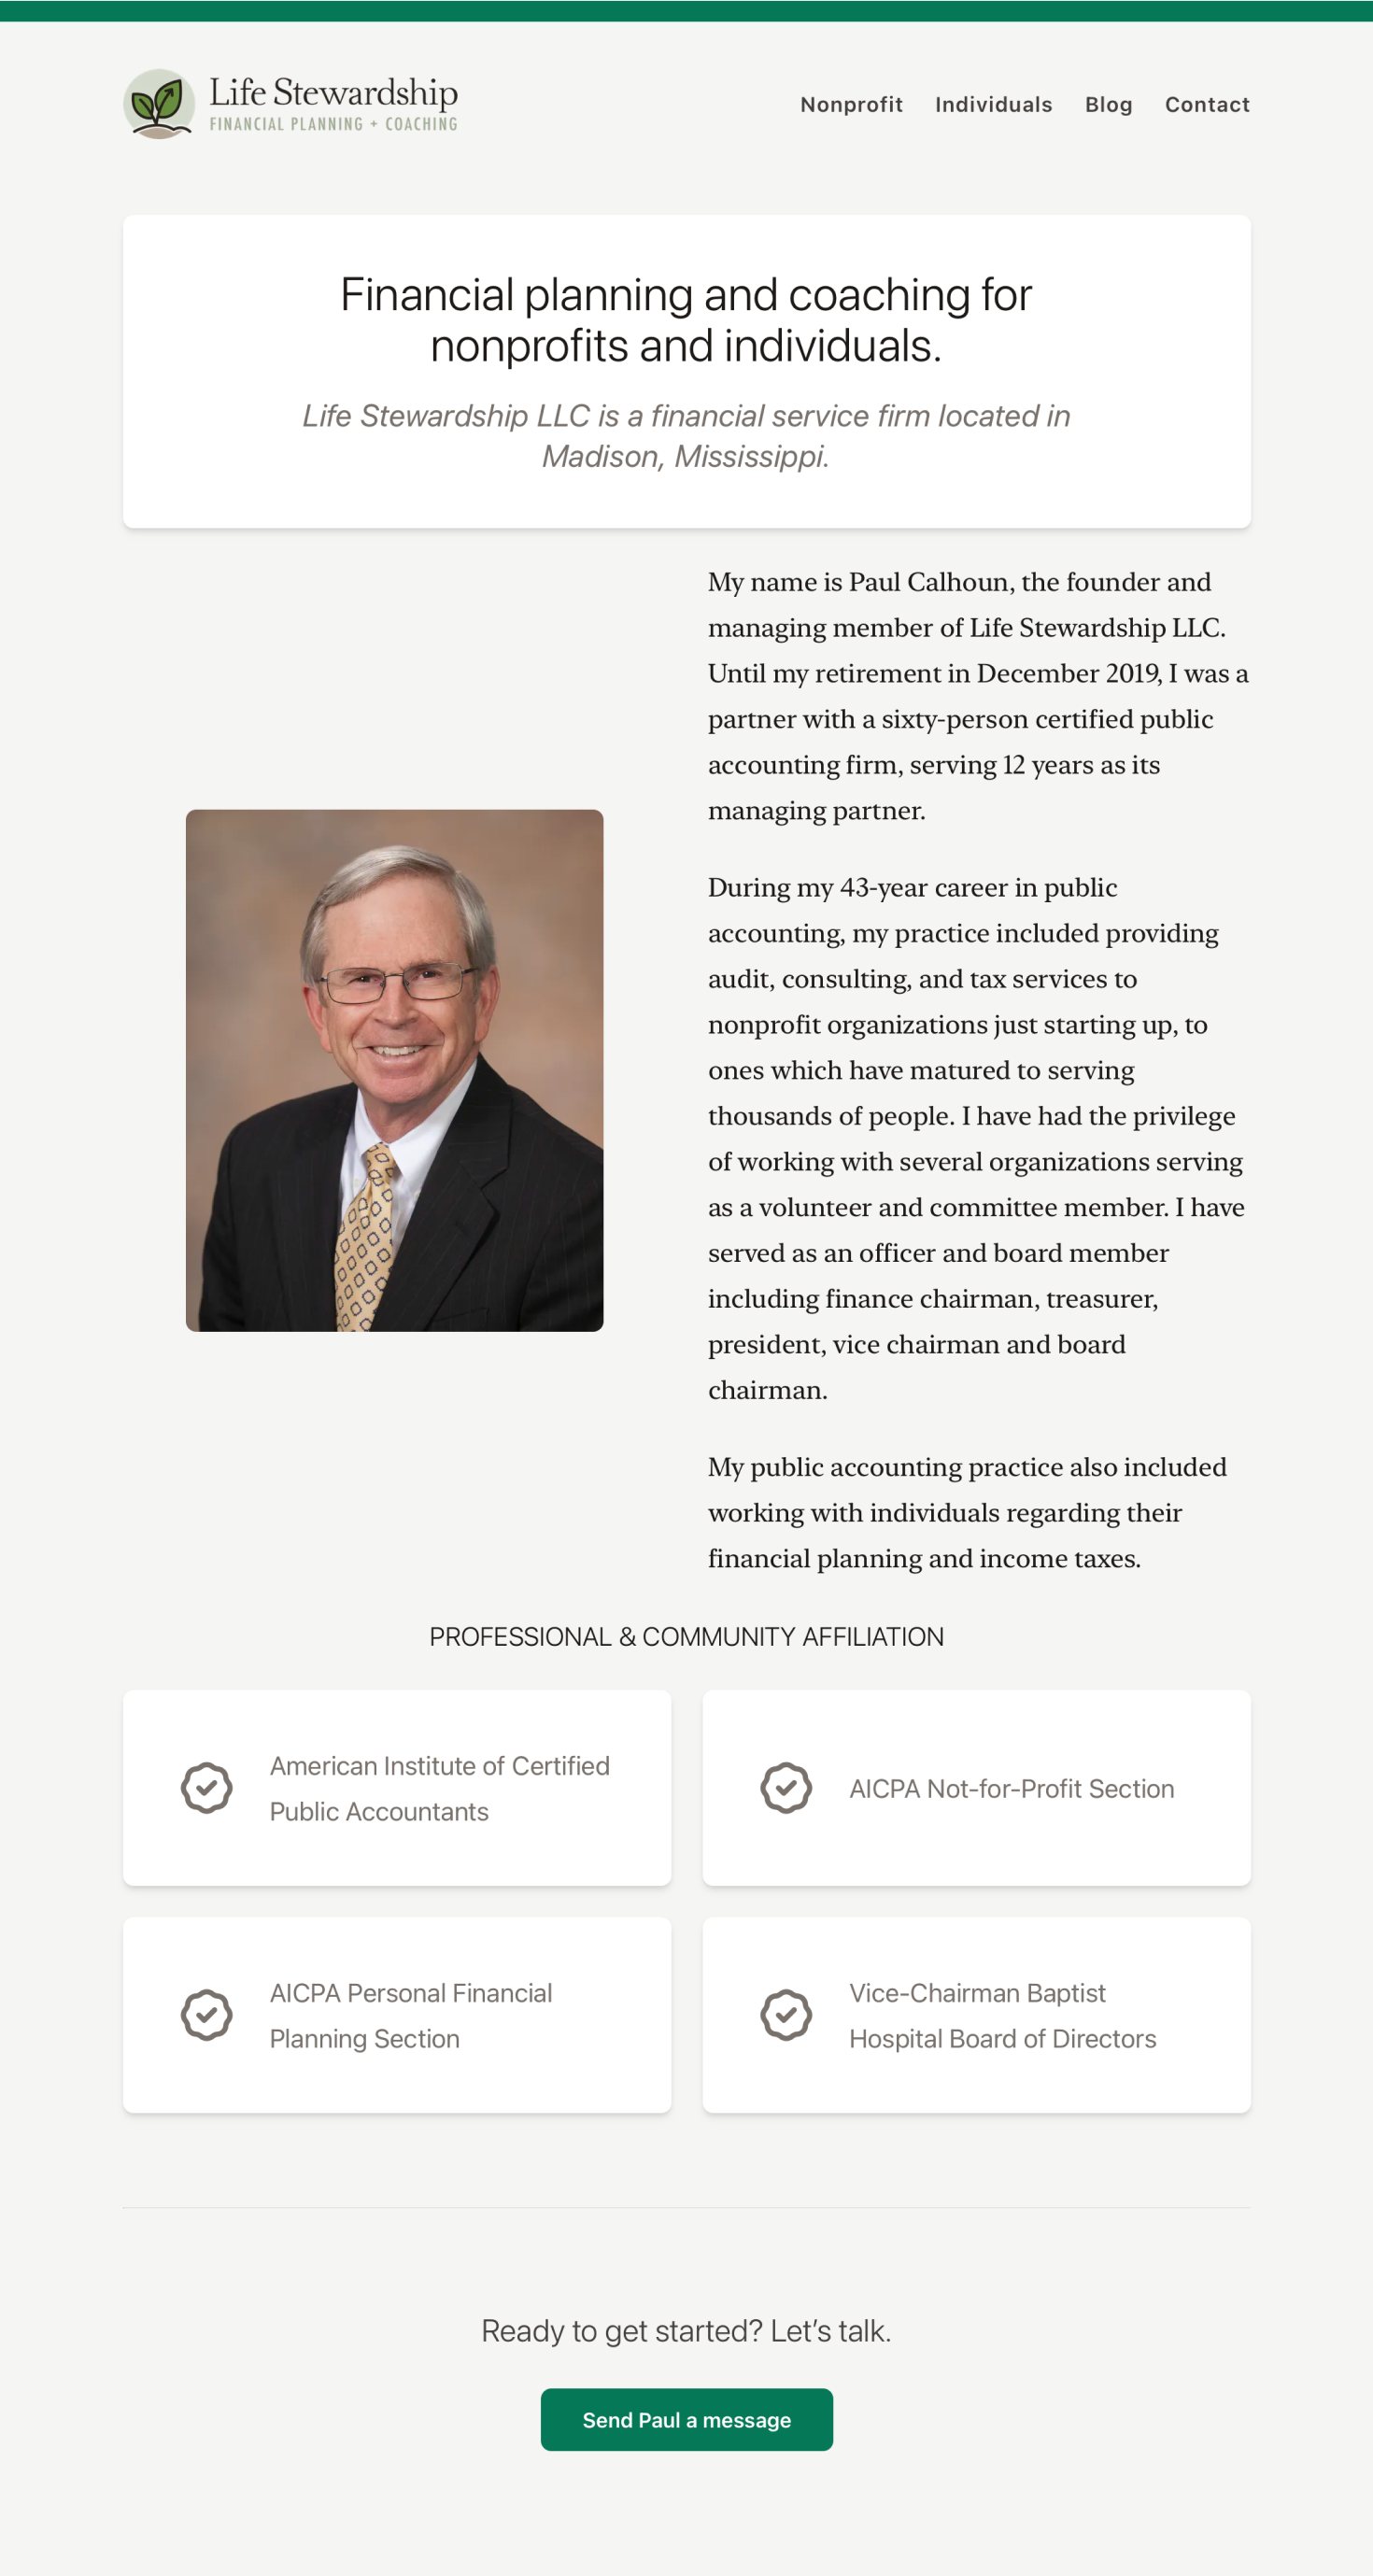 Life Stewardship
FINANCIAL PLANNING + COACHING
Nonprofit Individuals Blog Contact
Financial planning and coaching for
nonprofits and individuals.
Life Stewardship LLC is a financial service firm located in
Madison, Mississippi.
My name is Paul Calhoun, the founder and
managing member of Life Stewardship LLC.
Until my retirement in December 2019, I was a
partner with a sixty-person certified public
accounting firm, serving 12 years as its
managing partner.
During my 43-year career in public
accounting, my practice included providing
audit, consulting, and tax services to
nonprofit organizations just starting up, to
ones which have matured to serving
thousands of people. I have had the privilege
of working with several organizations serving
as a volunteer and committee member. I have
served as an officer and board member
including finance chairman, treasurer,
president, vice chairman and board
chairman.
My public accounting practice also included
working with individuals regarding their
financial planning and income taxes.
PROFESSIONAL & COMMUNITY AFFILIATION
American Institute of Certified
Public Accountants
AICPA Not-for-Profit Section
AICPA Personal Financial
Planning Section
Vice-Chairman Baptist
Hospital Board of Directors
Ready to get started? Let’s talk.
Send Paul a message